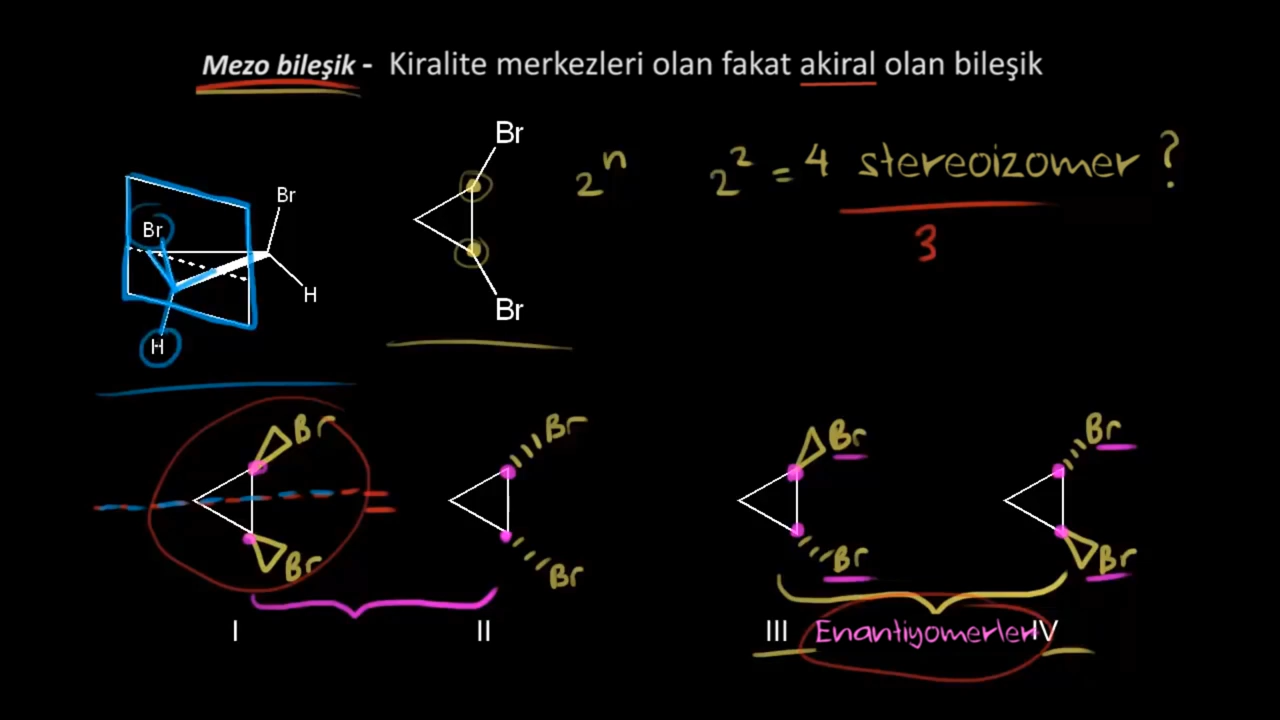 Mezo bileşik - Kiralite merkezleri olan fakat akiral olan bileşik
Br
2ⁿ 2² = 4 stereoizomer ?
3
Br
Br
H
H
Br
Br
Br
Br
Br
Br
Br
Br
Br
I II III Enantiyomerler IV